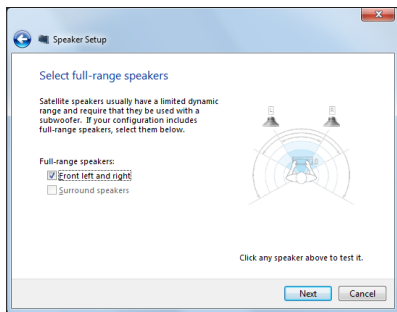 Speaker Setup
Select full-range speakers
Satellite speakers usually have a limited dynamic
range and require that they be used with a
subwoofer. If your configuration includes
full-range speakers, select them below.
L R
Full-range speakers:
Front left and right
Surround speakers
Click any speaker above to test it.
Next Cancel